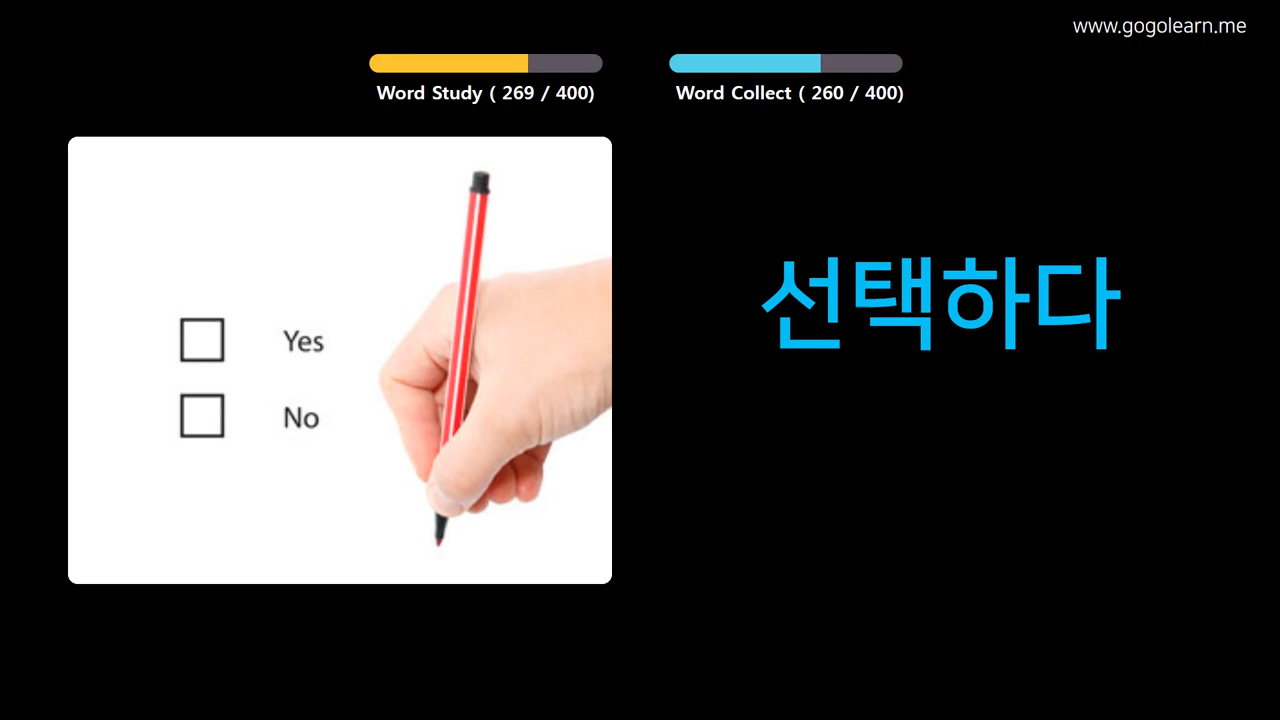 www.gogolearn.me
Word Study ( 269 / 400)
Word Collect ( 260 / 400)
Yes
No
선택하다